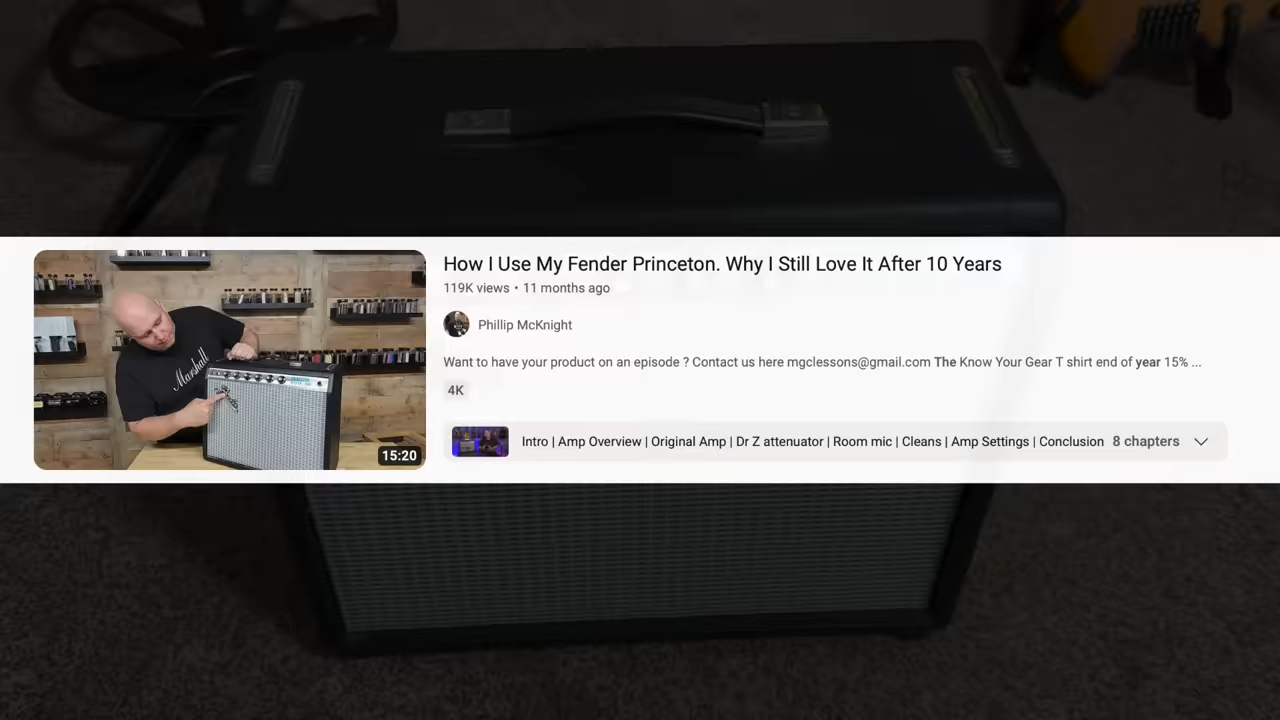 How I Use My Fender Princeton. Why I Still Love It After 10 Years
119K views • 11 months ago
Phillip McKnight
Want to have your product on an episode ? Contact us here mgclessons@gmail.com The Know Your Gear T shirt end of year 15% ...
4K
Intro | Amp Overview | Original Amp | Dr Z attenuator | Room mic | Cleans | Amp Settings | Conclusion 8 chapters
Marshall
15:20